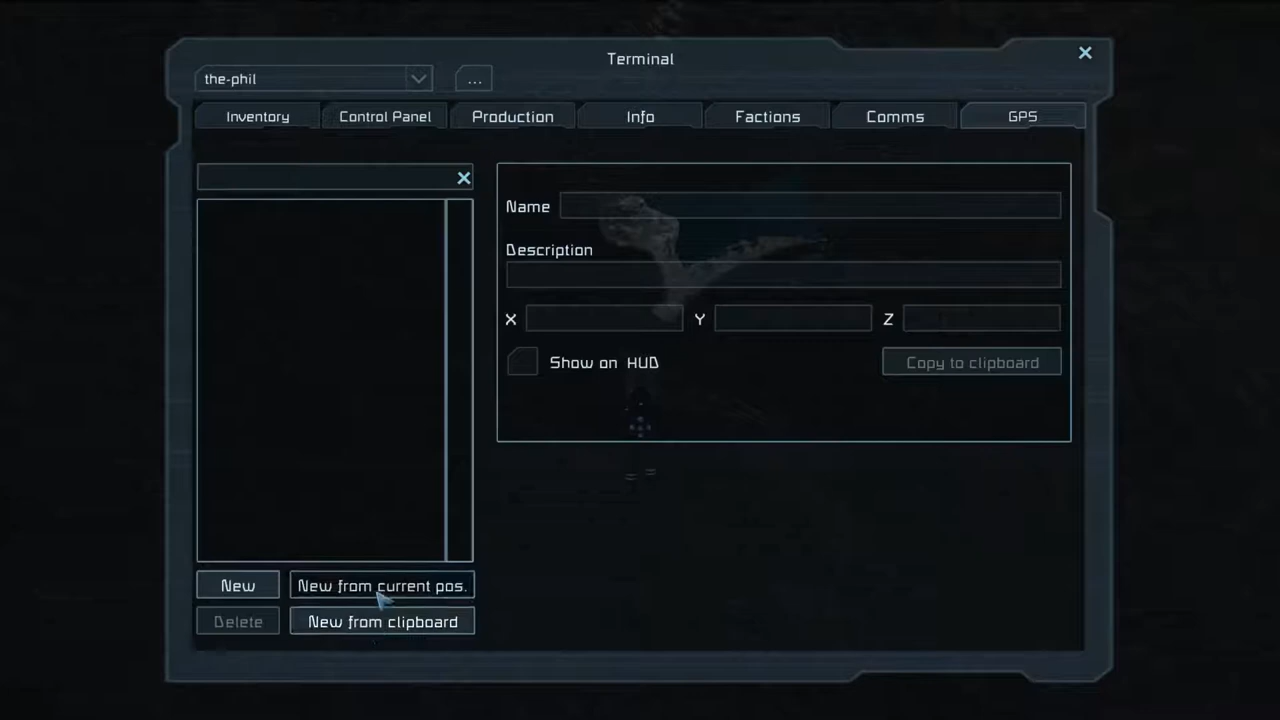 Terminal
the-phil
...
Inventory
Control Panel
Production
Info
Factions
Comms
GPS
Name
Description
X
Y
Z
Show on HUD
Copy to clipboard
New
New from current pos.
Delete
New from clipboard